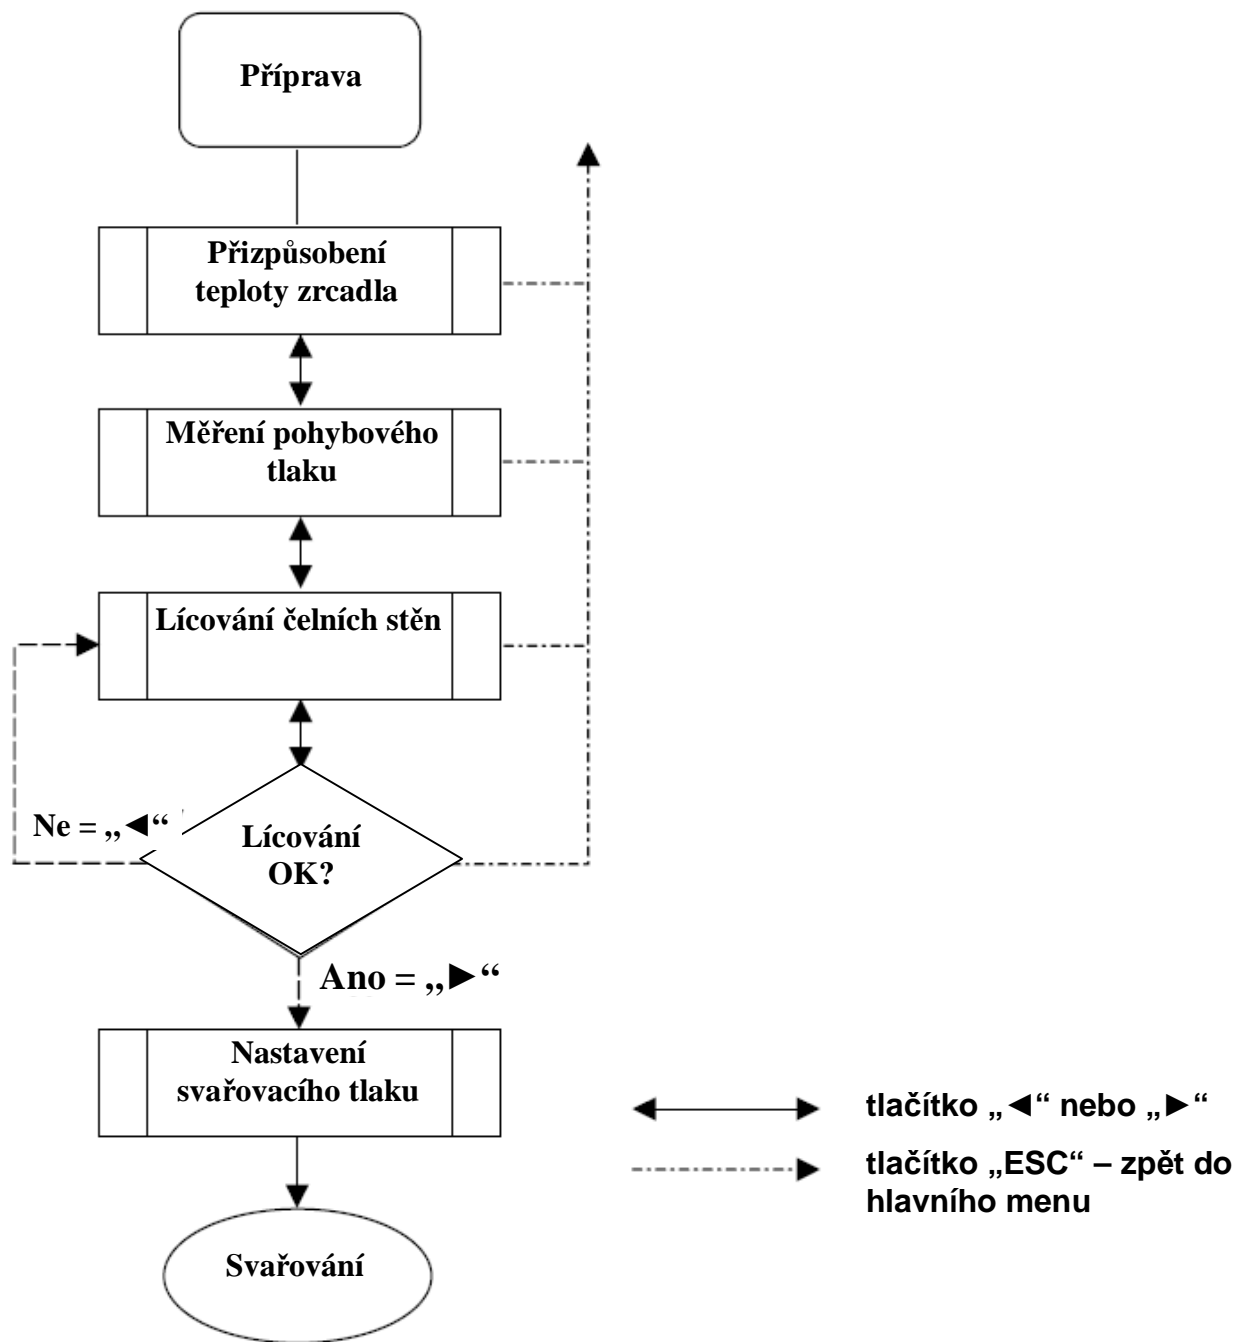 Příprava
Přizpůsobení
teploty zrcadla
Měření pohybového
tlaku
Lícování čelních stěn
Ne = „◄“
Lícování
OK?
Ano = „►“
Nastavení
svařovacího tlaku
Svařování
tlačítko „◄“ nebo „►“
tlačítko „ESC“ – zpět do
hlavního menu